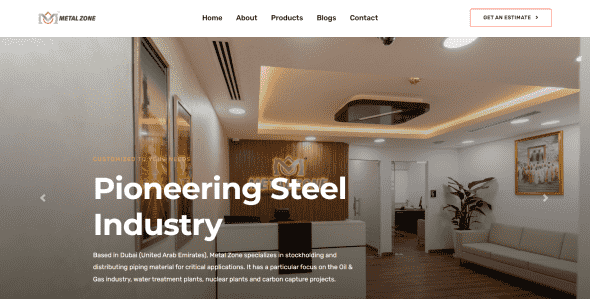 METAL ZONE
Home About Products Blogs Contact
GET AN ESTIMATE
CUSTOMISED TO YOUR NEEDS
Pioneering Steel
Industry
Based in Dubai (United Arab Emirates), Metal Zone specializes in stockholding and
distributing piping material for critical applications. It has a particular focus on the Oil &
Gas industry, water treatment plants, nuclear plants and carbon capture projects.